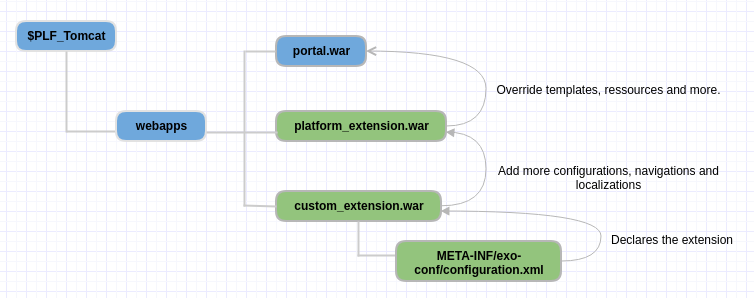 $PLF_Tomcat
portal.war
Override templates, ressources and more.
webapps
platform_extension.war
Add more configurations, navigations and
localizations
custom_extension.war
Declares the extension
META-INF/exo-
conf/configuration.xml